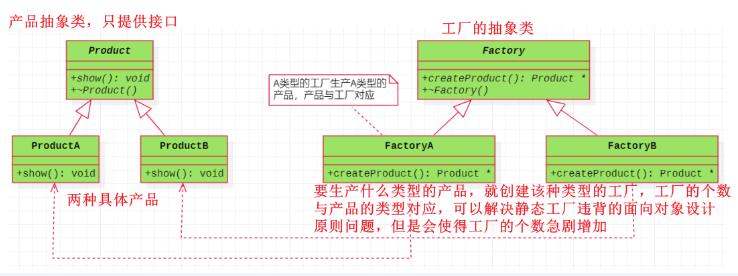 产品抽象类，只提供接口
工厂的抽象类
Product
+show(): void
+~Product()
A类型的工厂生产A类型的
产品，产品与工厂对应
Factory
+createProduct(): Product *
+~Factory()
ProductA
+show(): void
ProductB
+show(): void
FactoryA
+createProduct(): Product *
FactoryB
+createProduct(): Product *
两种具体产品
要生产什么类型的产品，就创建该种类型的工厂，工厂的个数
与产品的类型对应，可以解决静态工厂违背的面向对象设计
原则问题，但是会使得工厂的个数急剧增加